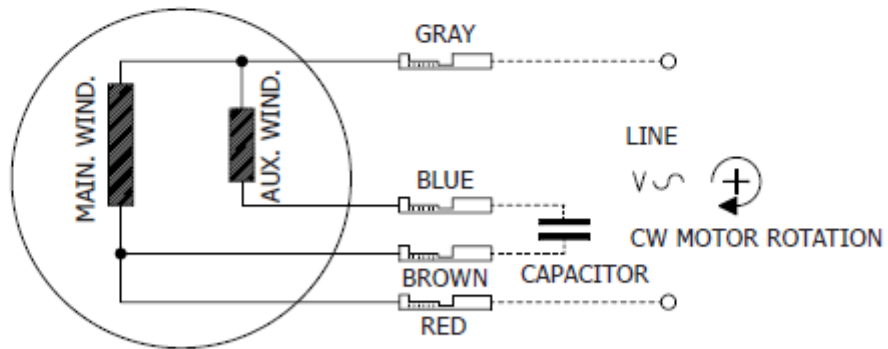 GRAY
MAIN. WIND.
AUX. WIND.
LINE
V
BLUE
CW MOTOR ROTATION
BROWN
CAPACITOR
RED